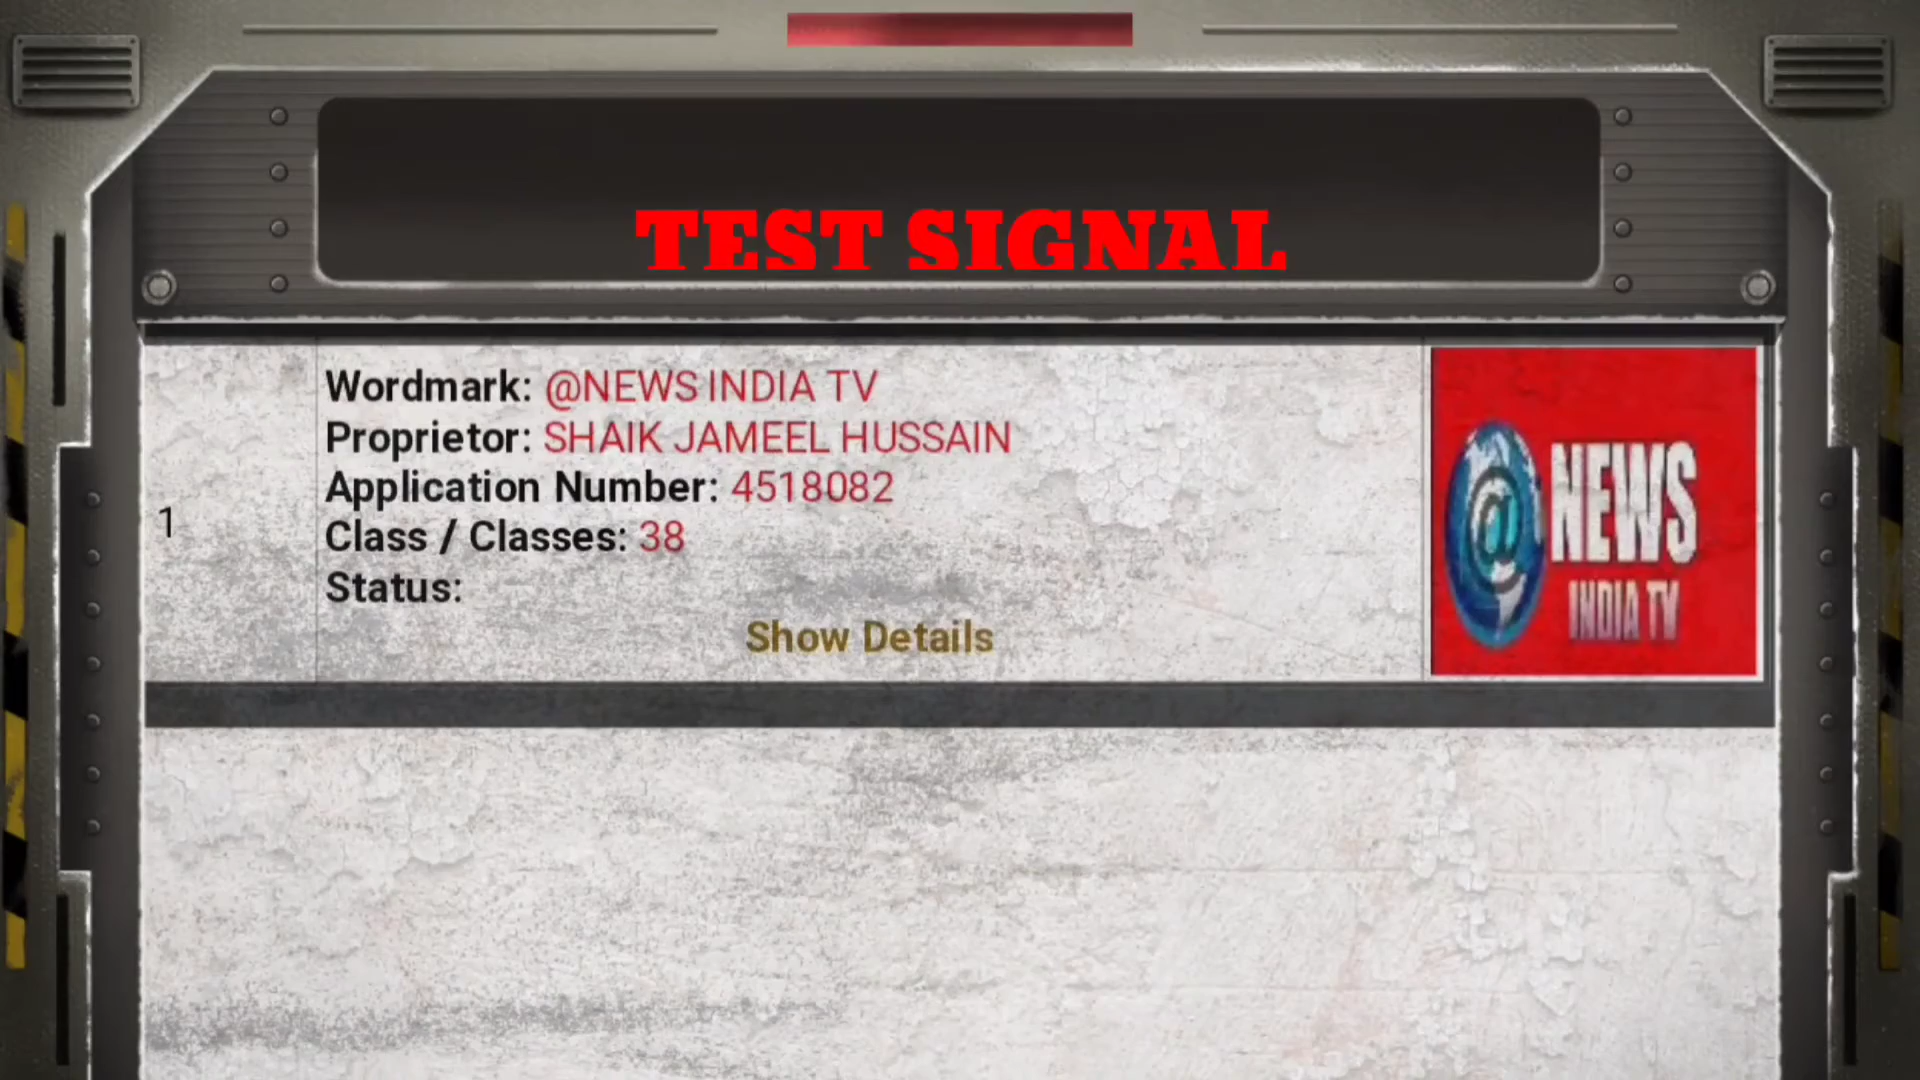 TEST SIGNAL
1
Wordmark: @NEWS INDIA TV
Proprietor: SHAIK JAMEEL HUSSAIN
Application Number: 4518082
Class / Classes: 38
Status:
Show Details
@ NEWS
INDIA TV